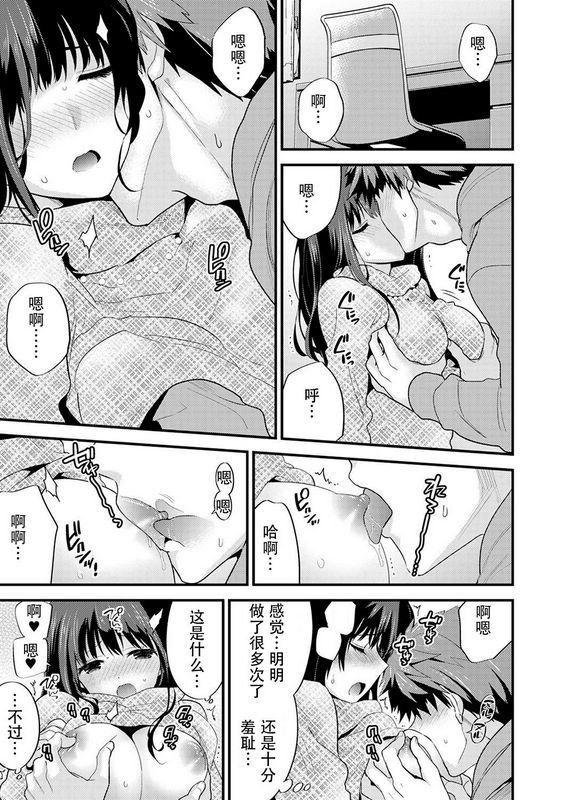 嗯…
啊…
嗯嗯…
嗯…
呼…
嗯啊……
哈啊…
嗯嗯
啊啊…
啊嗯
感觉…明明
做了很多次了
还是十分
羞耻…
这是什么…
啊♥
嗯♥
…不过…